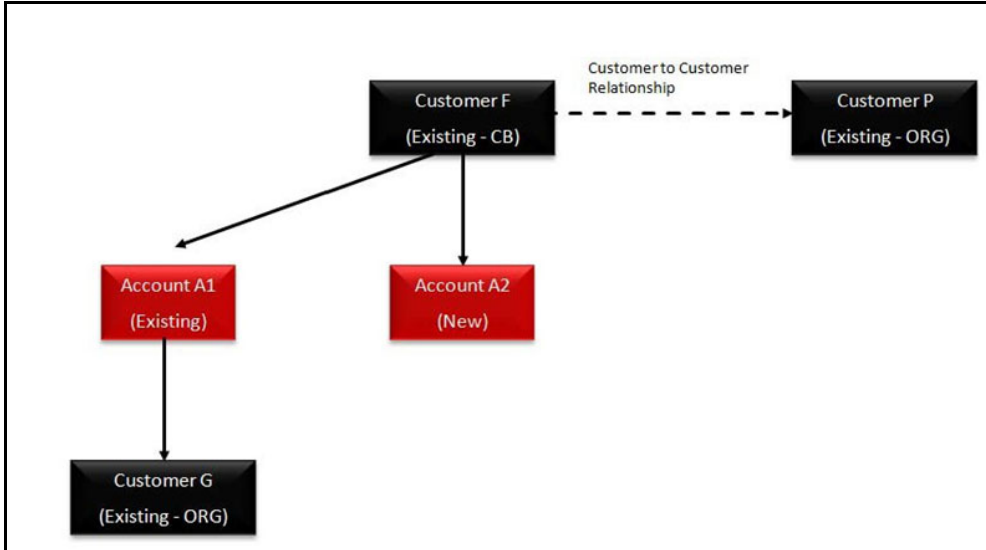 Customer to Customer
Relationship
Customer F
(Existing - CB)
Customer P
(Existing - ORG)
Account A1
(Existing)
Account A2
(New)
Customer G
(Existing - ORG)